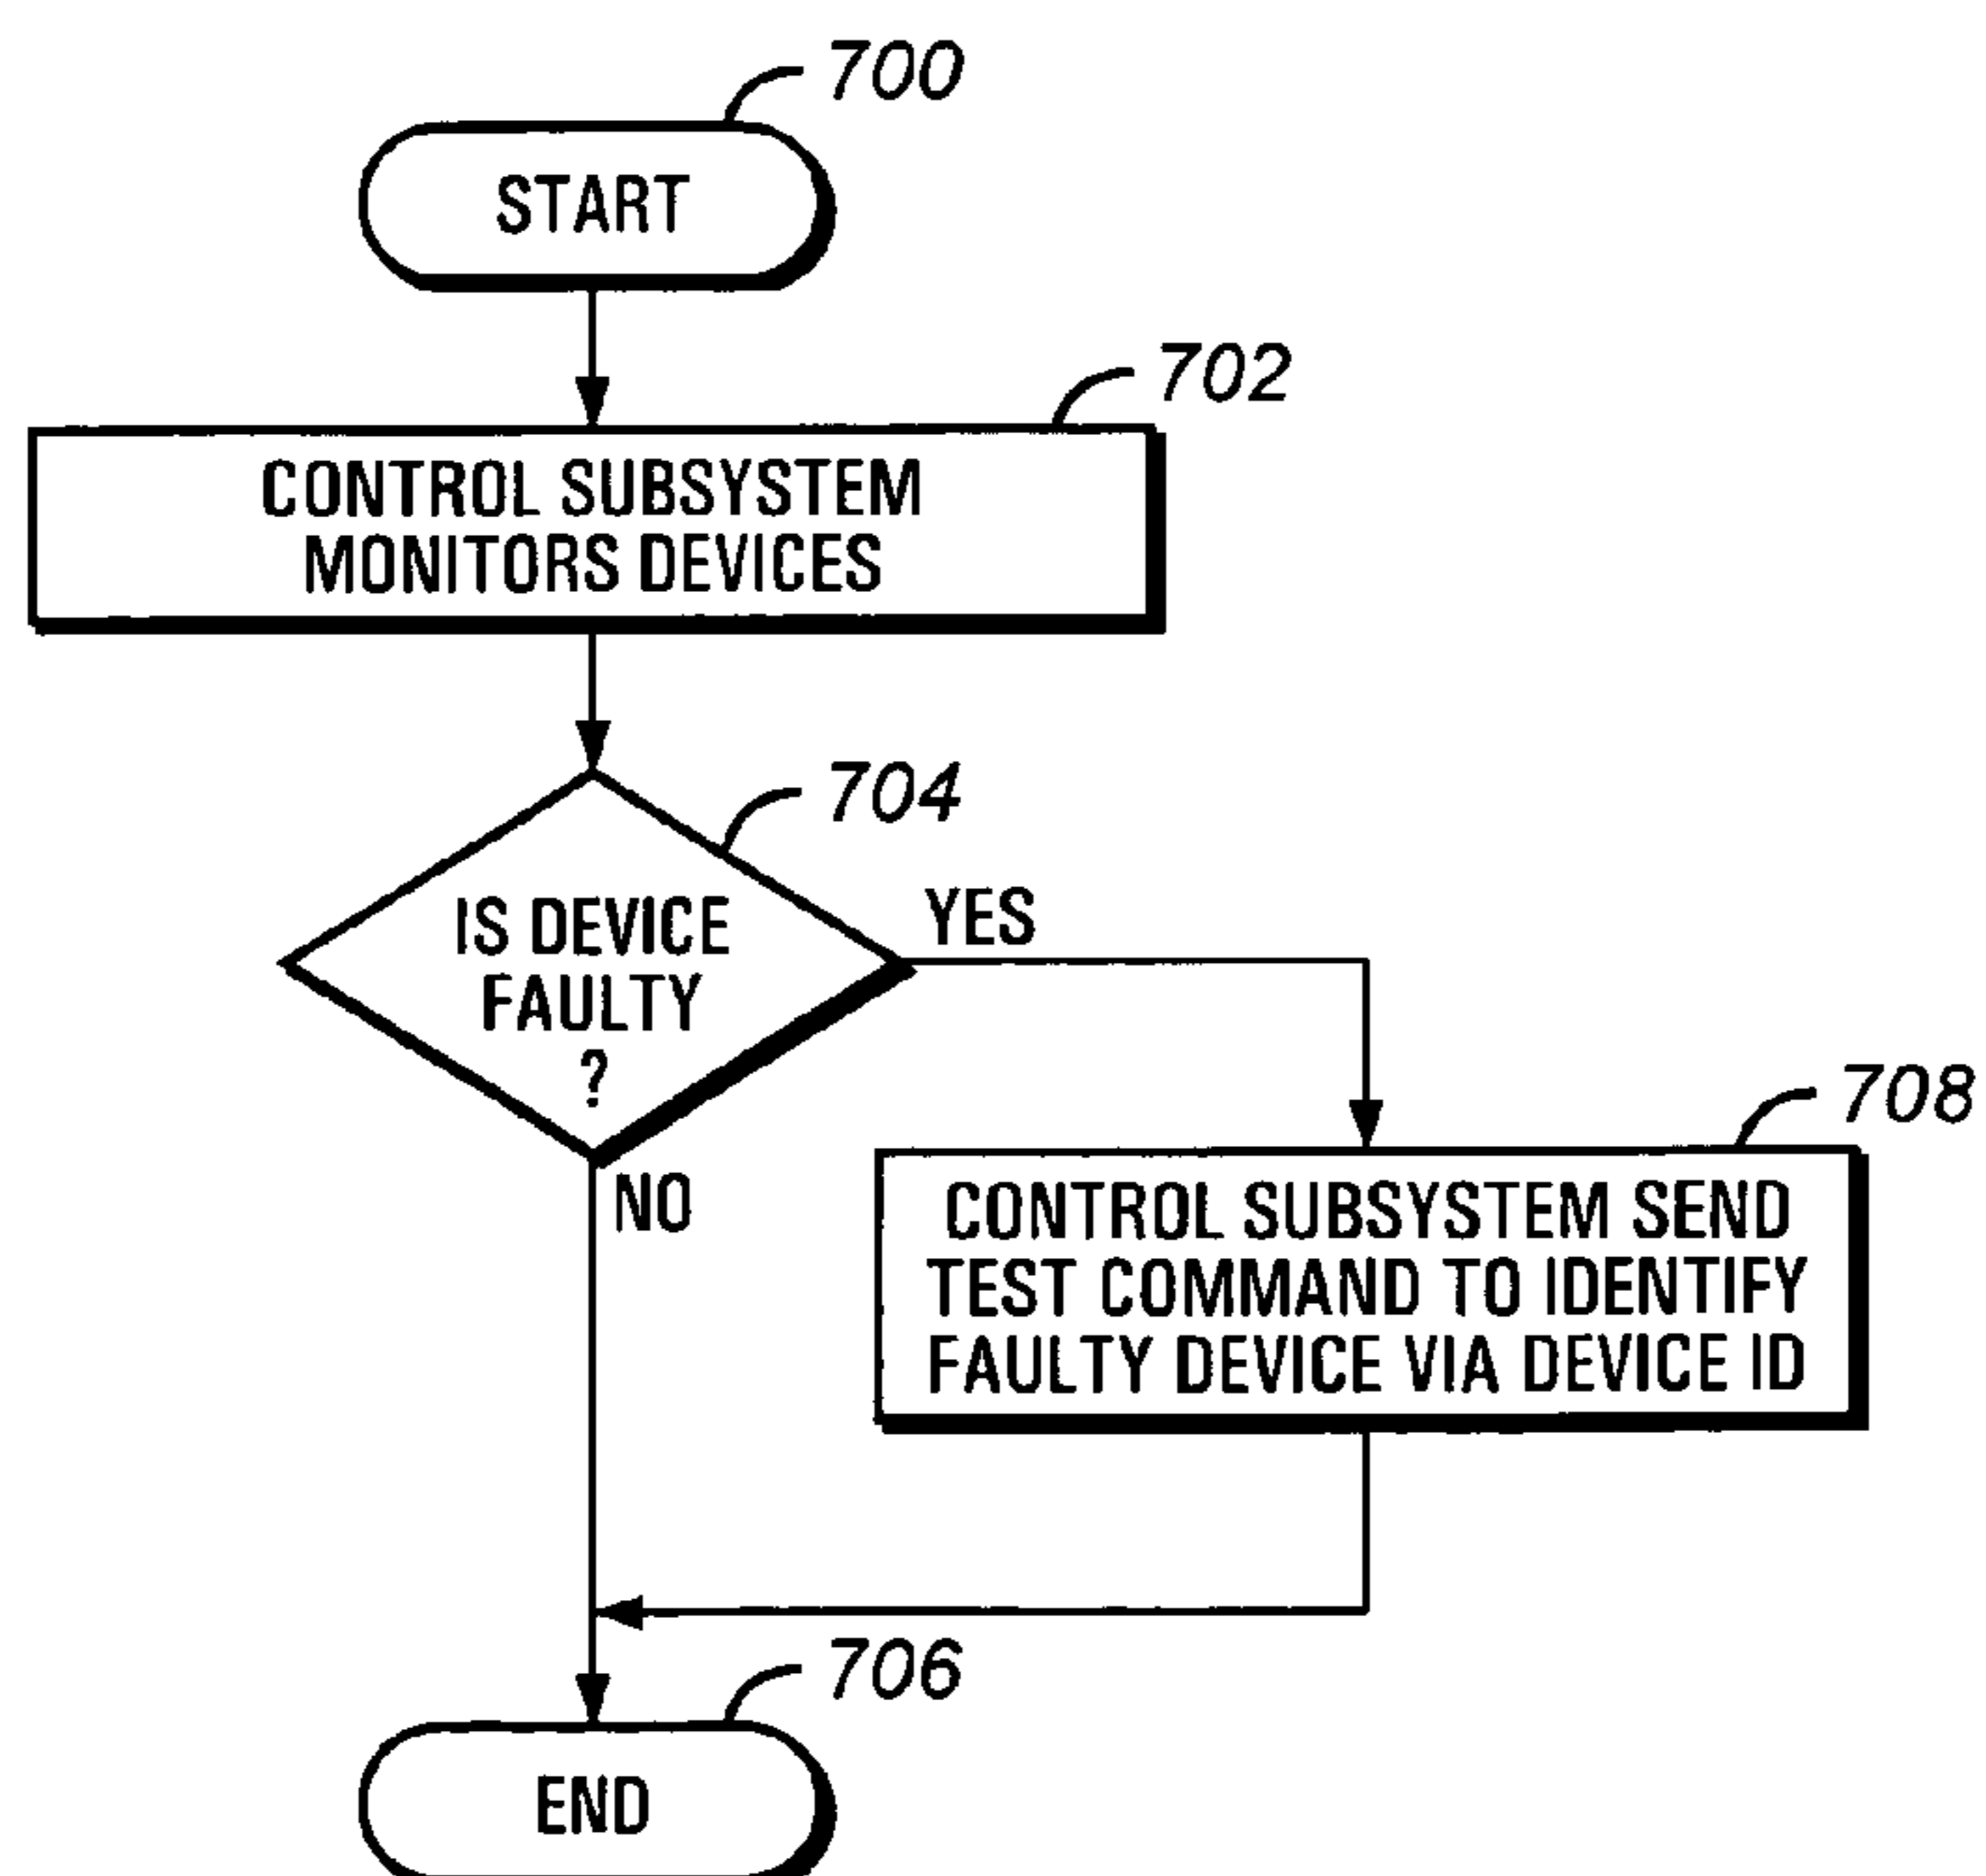 700
START
702
CONTROL SUBSYSTEM
MONITORS DEVICES
704
IS DEVICE
FAULTY
?
YES
NO
708
CONTROL SUBSYSTEM SEND
TEST COMMAND TO IDENTIFY
FAULTY DEVICE VIA DEVICE ID
706
END